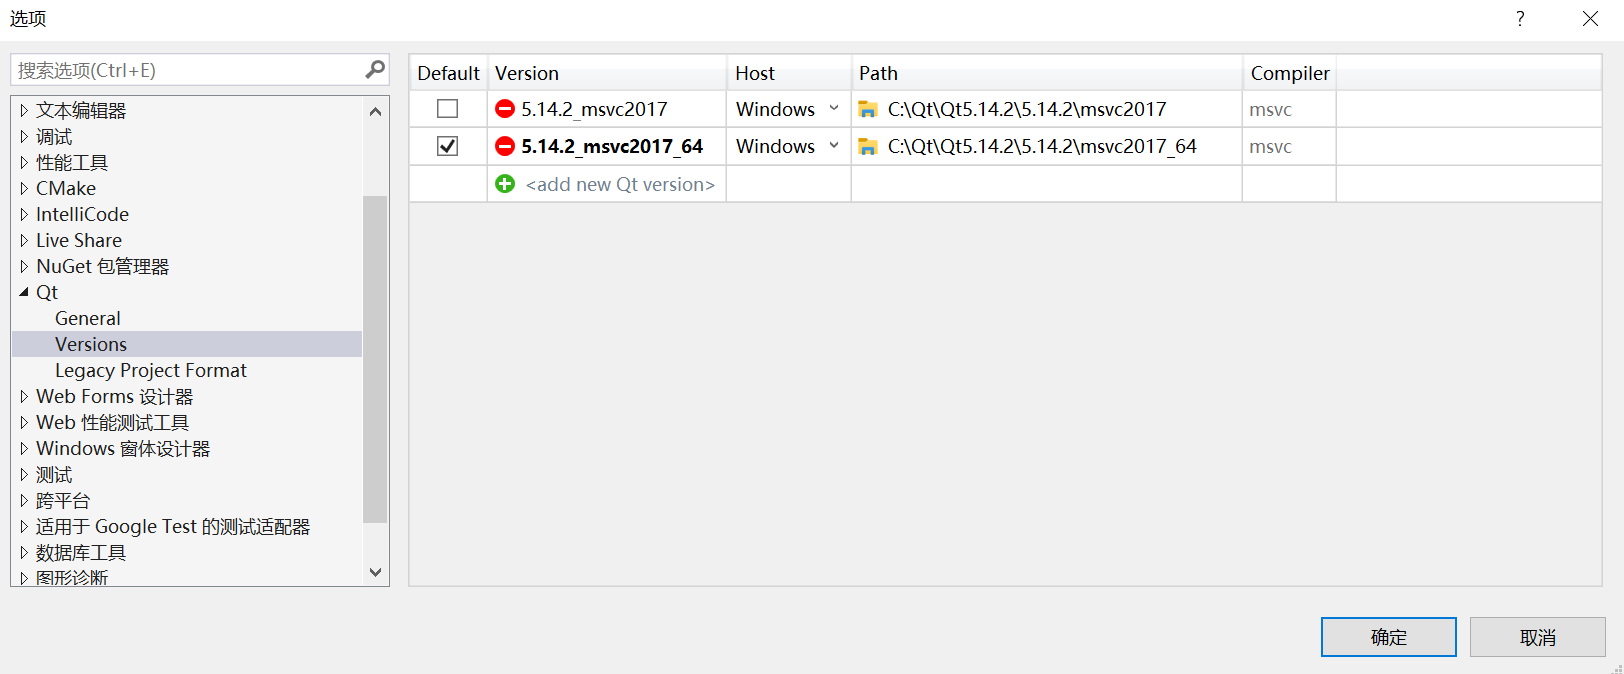 选项
搜索选项(Ctrl+E)
文本编辑器
调试
性能工具
CMake
IntelliCode
Live Share
NuGet 包管理器
Qt
General
Versions
Legacy Project Format
Web Forms 设计器
Web 性能测试工具
Windows 窗体设计器
测试
跨平台
适用于 Google Test 的测试适配器
数据库工具
图形诊断
Default Version Host Path Compiler
5.14.2_msvc2017 Windows C:\Qt\Qt5.14.2\5.14.2\msvc2017 msvc
5.14.2_msvc2017_64 Windows C:\Qt\Qt5.14.2\5.14.2\msvc2017_64 msvc
<add new Qt version>
确定 取消